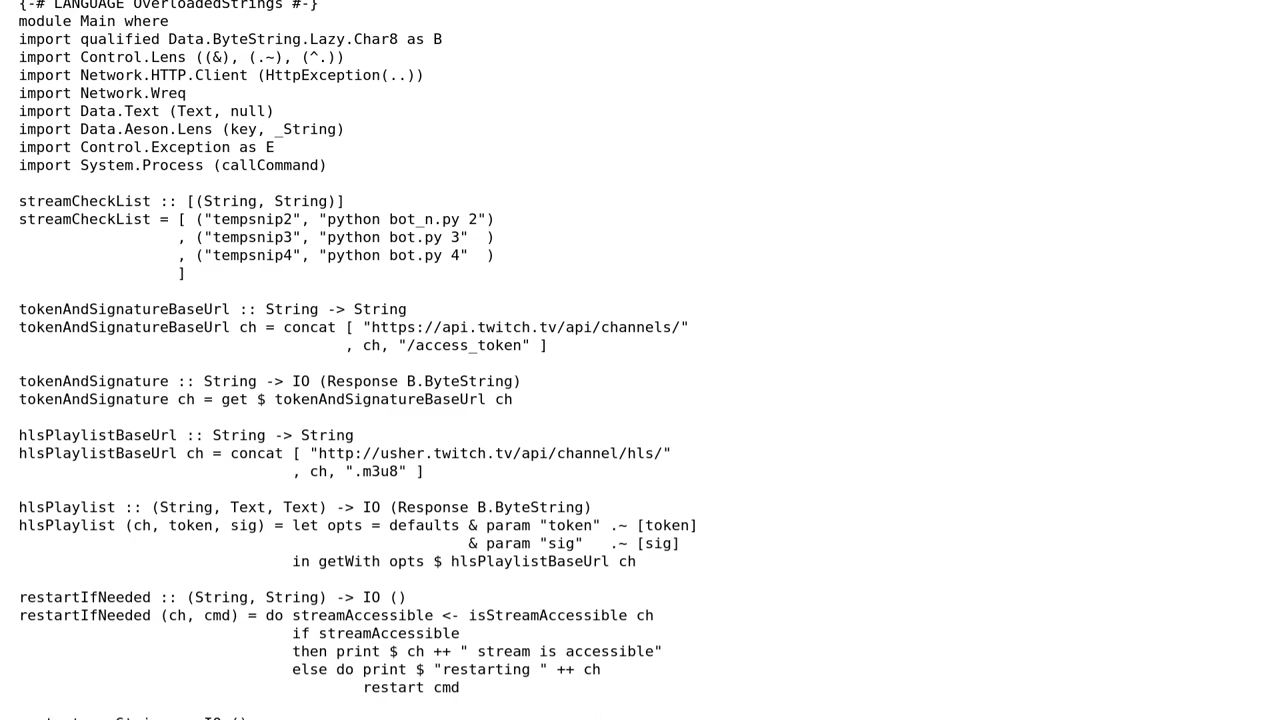 {-# LANGUAGE OverloadedStrings #-}
module Main where
import qualified Data.ByteString.Lazy.Char8 as B
import Control.Lens ((&), (.~), (^.))
import Network.HTTP.Client (HttpException(..))
import Network.Wreq
import Data.Text (Text, null)
import Data.Aeson.Lens (key, _String)
import Control.Exception as E
import System.Process (callCommand)

streamCheckList :: [(String, String)]
streamCheckList = [ ("tempsnip2", "python bot_n.py 2")
                  , ("tempsnip3", "python bot.py 3"  )
                  , ("tempsnip4", "python bot.py 4"  )
                  ]

tokenAndSignatureBaseUrl :: String -> String
tokenAndSignatureBaseUrl ch = concat [ "https://api.twitch.tv/api/channels/"
                                     , ch, "/access_token" ]

tokenAndSignature :: String -> IO (Response B.ByteString)
tokenAndSignature ch = get $ tokenAndSignatureBaseUrl ch

hlsPlaylistBaseUrl :: String -> String
hlsPlaylistBaseUrl ch = concat [ "http://usher.twitch.tv/api/channel/hls/"
                               , ch, ".m3u8" ]

hlsPlaylist :: (String, Text, Text) -> IO (Response B.ByteString)
hlsPlaylist (ch, token, sig) = let opts = defaults & param "token" .~ [token]
                                                   & param "sig"   .~ [sig]
                               in getWith opts $ hlsPlaylistBaseUrl ch

restartIfNeeded :: (String, String) -> IO ()
restartIfNeeded (ch, cmd) = do streamAccessible <- isStreamAccessible ch
                               if streamAccessible
                               then print $ ch ++ " stream is accessible"
                               else do print $ "restarting " ++ ch
                                       restart cmd